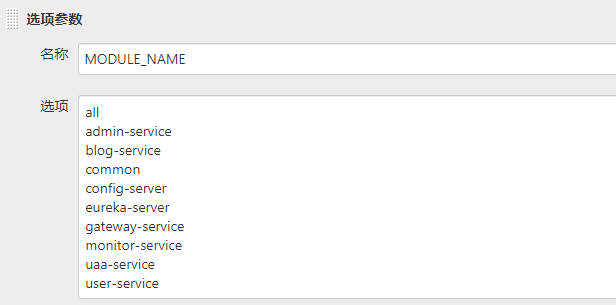 选项参数
名称
MODULE_NAME
选项
all
admin-service
blog-service
common
config-server
eureka-server
gateway-service
monitor-service
uaa-service
user-service